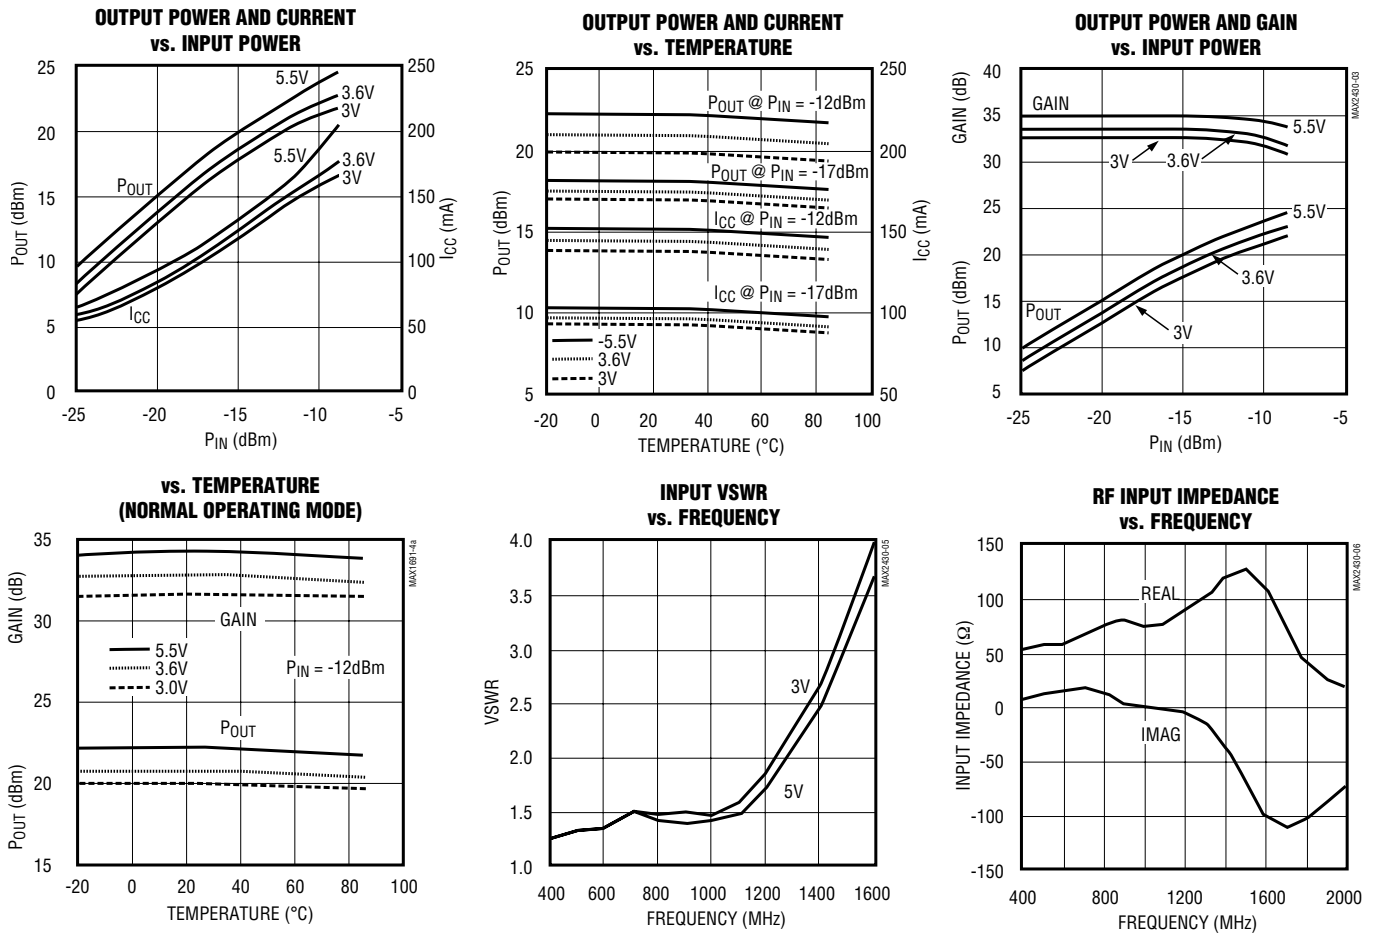 OUTPUT POWER AND CURRENT
vs. INPUT POWER
25
20
15
10
5
0
POUT (dBm)
250
200
150
100
50
0
ICC (mA)
5.5V
3.6V
3V
5.5V
3.6V
3V
POUT
ICC
-25
-20
-15
-10
-5
PIN (dBm)
OUTPUT POWER AND CURRENT
vs. TEMPERATURE
25
20
15
10
5
POUT (dBm)
250
200
150
100
50
ICC (mA)
POUT @ PIN = -12dBm
POUT @ PIN = -17dBm
ICC @ PIN = -12dBm
ICC @ PIN = -17dBm
-5.5V
3.6V
3V
-20
0
20
40
60
80
100
TEMPERATURE (°C)
OUTPUT POWER AND GAIN
vs. INPUT POWER
MAX2430-03
40
35
30
25
20
15
10
5
GAIN (dB)
POUT (dBm)
GAIN
5.5V
3V
3.6V
5.5V
3.6V
POUT
3V
-25
-20
-15
-10
-5
PIN (dBm)
vs. TEMPERATURE
(NORMAL OPERATING MODE)
MAX1691-4a
35
30
25
20
15
GAIN (dB)
POUT (dBm)
GAIN
5.5V
3.6V
3.0V
PIN = -12dBm
POUT
-20
0
20
40
60
80
100
TEMPERATURE (°C)
INPUT VSWR
vs. FREQUENCY
MAX2430-05
4.0
3.5
3.0
2.5
2.0
1.5
1.0
VSWR
3V
5V
400
600
800
1000
1200
1400
1600
FREQUENCY (MHz)
RF INPUT IMPEDANCE
vs. FREQUENCY
MAX2430-06
150
100
50
0
-50
-100
-150
INPUT IMPEDANCE (Ω)
REAL
IMAG
400
800
1200
1600
2000
FREQUENCY (MHz)